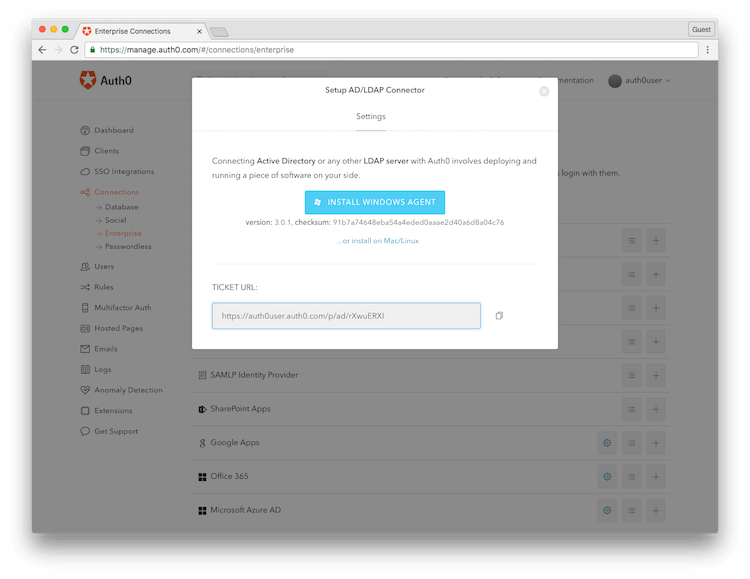 Enterprise Connections
Guest
https://manage.auth0.com/#/connections/enterprise
Auth0
mentation
auth0user
Setup AD/LDAP Connector
Settings
Connecting Active Directory or any other LDAP server with Auth0 involves deploying and
running a piece of software on your side.
INSTALL WINDOWS AGENT
version: 3.0.1, checksum: 91b7a74648eba54a4eded0aaae2d40a6d8a04c76
...or install on Mac/Linux
TICKET URL:
https://auth0user.auth0.com/p/ad/rXwuERXI
Dashboard
Clients
SSO Integrations
Connections
Database
Social
Enterprise
Passwordless
Users
Rules
Multifactor Auth
Hosted Pages
Emails
Logs
Anomaly Detection
Extensions
Get Support
s login with them.
SAMLP Identity Provider
SharePoint Apps
Google Apps
Office 365
Microsoft Azure AD